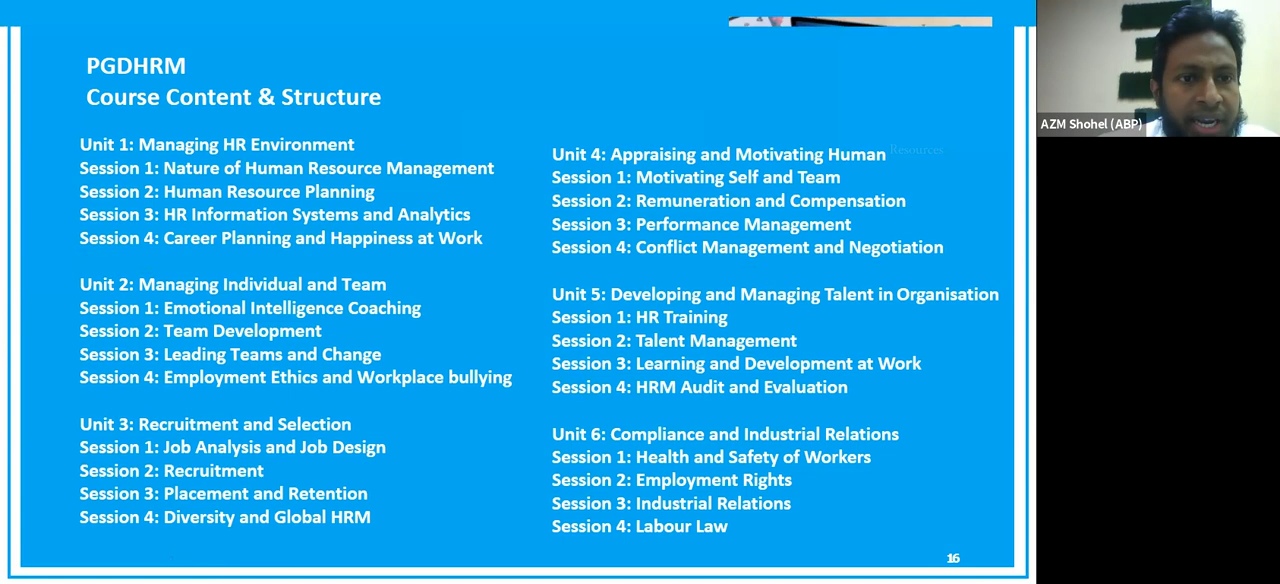 PGDHRM
Course Content & Structure
Unit 1: Managing HR Environment
Session 1: Nature of Human Resource Management
Session 2: Human Resource Planning
Session 3: HR Information Systems and Analytics
Session 4: Career Planning and Happiness at Work
Unit 2: Managing Individual and Team
Session 1: Emotional Intelligence Coaching
Session 2: Team Development
Session 3: Leading Teams and Change
Session 4: Employment Ethics and Workplace bullying
Unit 3: Recruitment and Selection
Session 1: Job Analysis and Job Design
Session 2: Recruitment
Session 3: Placement and Retention
Session 4: Diversity and Global HRM
Unit 4: Appraising and Motivating Human Resources
Session 1: Motivating Self and Team
Session 2: Remuneration and Compensation
Session 3: Performance Management
Session 4: Conflict Management and Negotiation
Unit 5: Developing and Managing Talent in Organisation
Session 1: HR Training
Session 2: Talent Management
Session 3: Learning and Development at Work
Session 4: HRM Audit and Evaluation
Unit 6: Compliance and Industrial Relations
Session 1: Health and Safety of Workers
Session 2: Employment Rights
Session 3: Industrial Relations
Session 4: Labour Law
16
AZM Shohel (ABP)